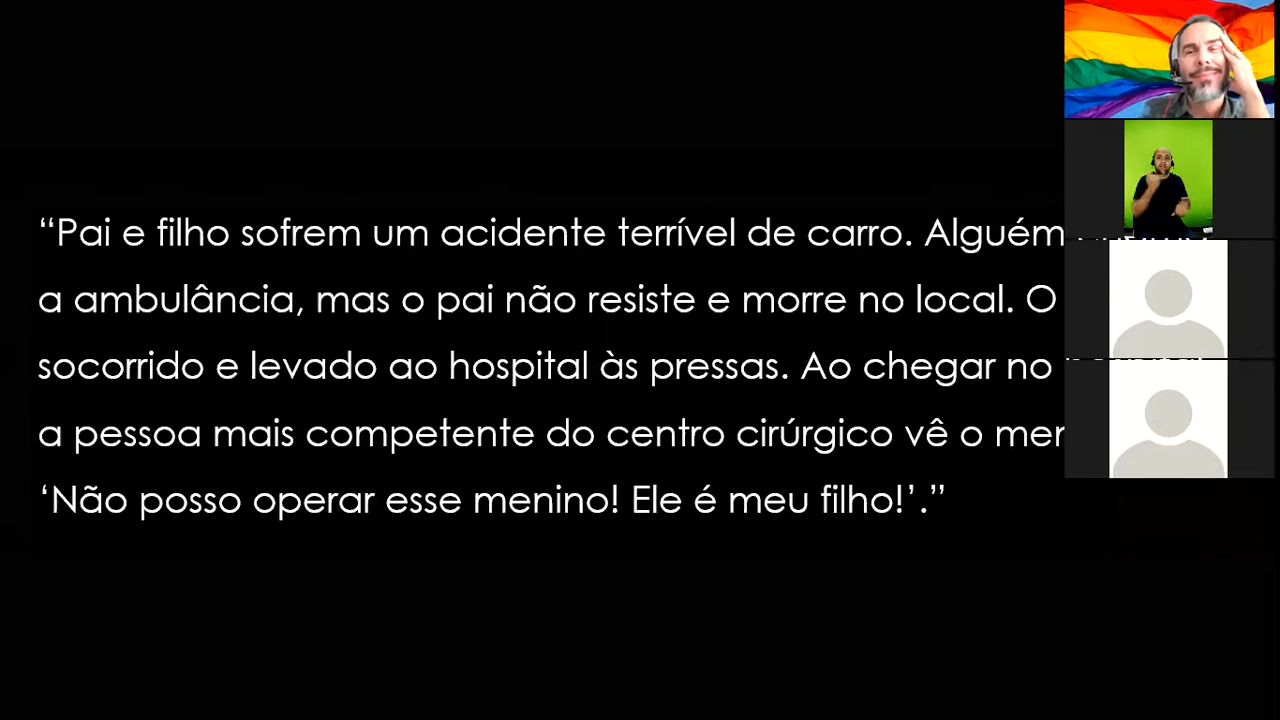 “Pai e filho sofrem um acidente terrível de carro. Alguém
a ambulância, mas o pai não resiste e morre no local. O
socorrido e levado ao hospital às pressas. Ao chegar no
a pessoa mais competente do centro cirúrgico vê o
‘Não posso operar esse menino! Ele é meu filho!’.”